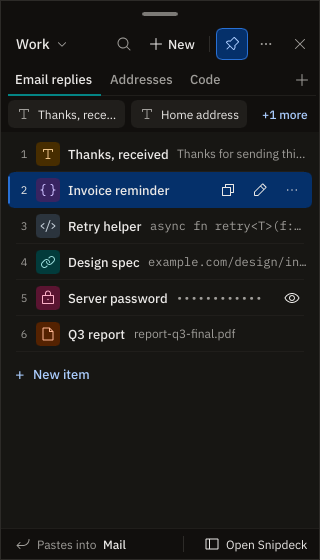 Work New
Email replies Addresses Code
Thanks, rece... Home address +1 more
1 Thanks, received Thanks for sending thi...
2 { } Invoice reminder
3 </> Retry helper async fn retry<T>(f:...
4 Design spec example.com/design/in...
5 Server password ••••••••••••
6 Q3 report report-q3-final.pdf
+ New item
Pastes into Mail Open Snipdeck